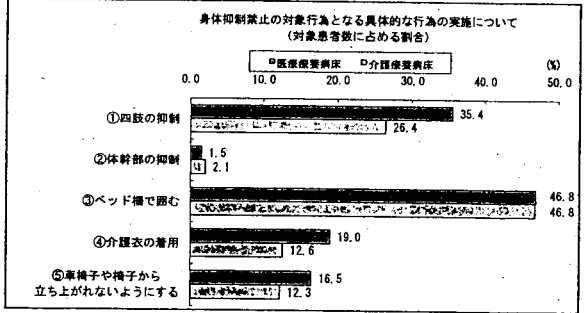 身体抑制禁止の対象行為となる具体的な行為の実施について
(対象患者数に占める割合)
■医療療養病床 □介護療養病床
(%)
0.0 10.0 20.0 30.0 40.0 50.0
①四肢の抑制 35.4
26.4
②体幹部の抑制 1.5
2.1
③ベッド柵で囲む 46.8
46.8
④介護衣の着用 19.0
12.6
⑤車椅子や椅子から
立ち上がれないようにする 16.5
12.3